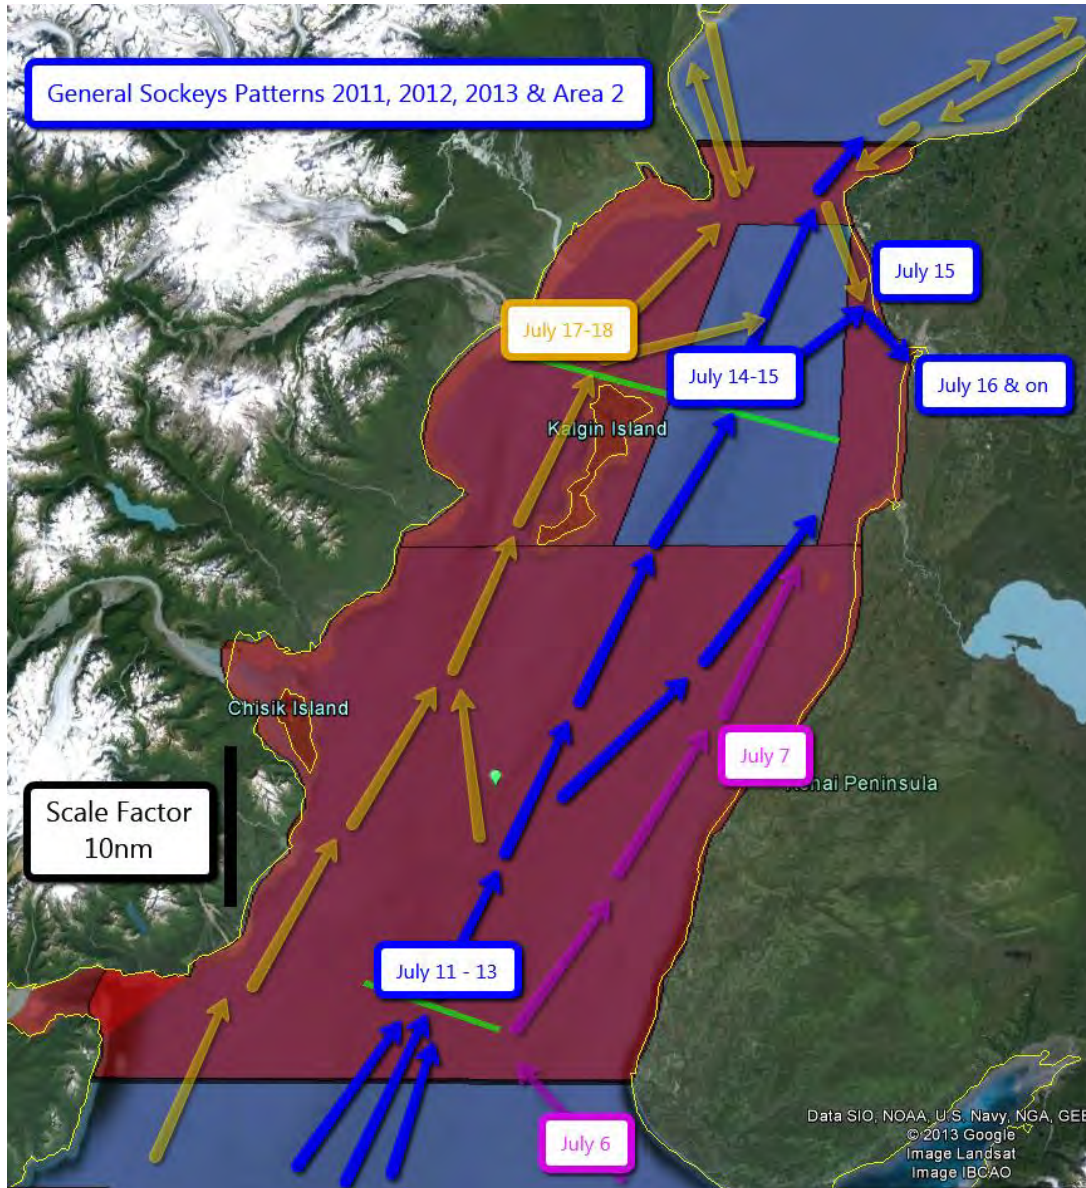 General Sockeys Patterns 2011, 2012, 2013 & Area 2
July 15
July 17-18
July 14-15
July 16 & on
Kalgin Island
Chisik Island
July 7
Kenai Peninsula
Scale Factor
10nm
July 11 - 13
Data SIO, NOAA, U.S. Navy, NGA, GEB
© 2013 Google
July 6
Image Landsat
Image IBCAO